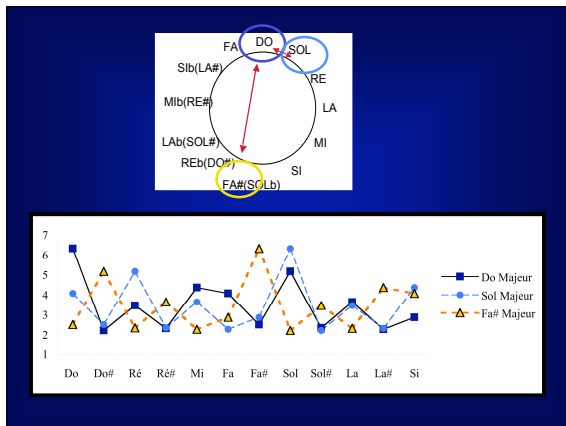 FA DO SOL
SIb(LA#) RE
MIb(RE#) LA
LAb(SOL#) MI
REb(DO#) SI
FA#(SOLb)
7
6
5
4
3
2
1
Do Do# Ré Ré# Mi Fa Fa# Sol Sol# La La# Si
Do Majeur
Sol Majeur
Fa# Majeur